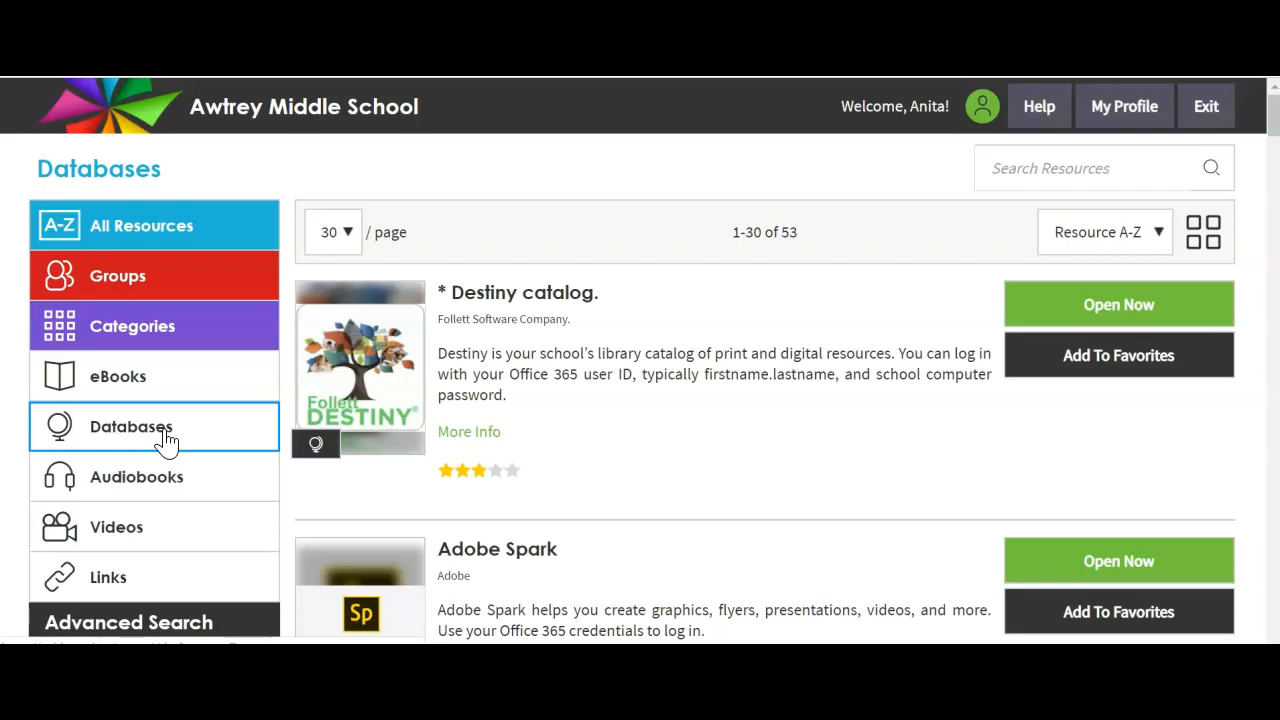 Awtrey Middle School
Welcome, Anita!
Help
My Profile
Exit
Databases
Search Resources
A-Z All Resources
Groups
Categories
eBooks
Databases
Audiobooks
Videos
Links
Advanced Search
30 ▼ / page
1-30 of 53
Resource A-Z ▼
* Destiny catalog.
Follett Software Company.
Destiny is your school’s library catalog of print and digital resources. You can log in
with your Office 365 user ID, typically firstname.lastname, and school computer
password.
More Info
Follett
DESTINY®
Open Now
Add To Favorites
Adobe Spark
Adobe
Adobe Spark helps you create graphics, flyers, presentations, videos, and more.
Use your Office 365 credentials to log in.
Sp
Open Now
Add To Favorites